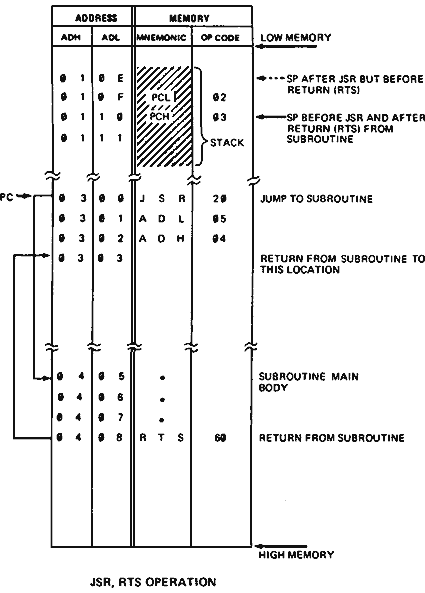 ADDRESS MEMORY
ADH ADL MNEMONIC OP CODE LOW MEMORY
0 1 0 E SP AFTER JSR BUT BEFORE
RETURN (RTS)
0 1 0 F PCL 02
0 1 1 0 PCH 03 SP BEFORE JSR AND AFTER
RETURN (RTS) FROM
SUBROUTINE
0 1 1 1 STACK
PC 0 3 0 0 J S R 20 JUMP TO SUBROUTINE
0 3 0 1 A D L 05
0 3 0 2 A D H 04
0 3 0 3 RETURN FROM SUBROUTINE TO
THIS LOCATION
0 4 0 5 • SUBROUTINE MAIN
BODY
0 4 0 6 •
0 4 0 7 •
0 4 0 8 R T S 60 RETURN FROM SUBROUTINE
HIGH MEMORY
JSR, RTS OPERATION